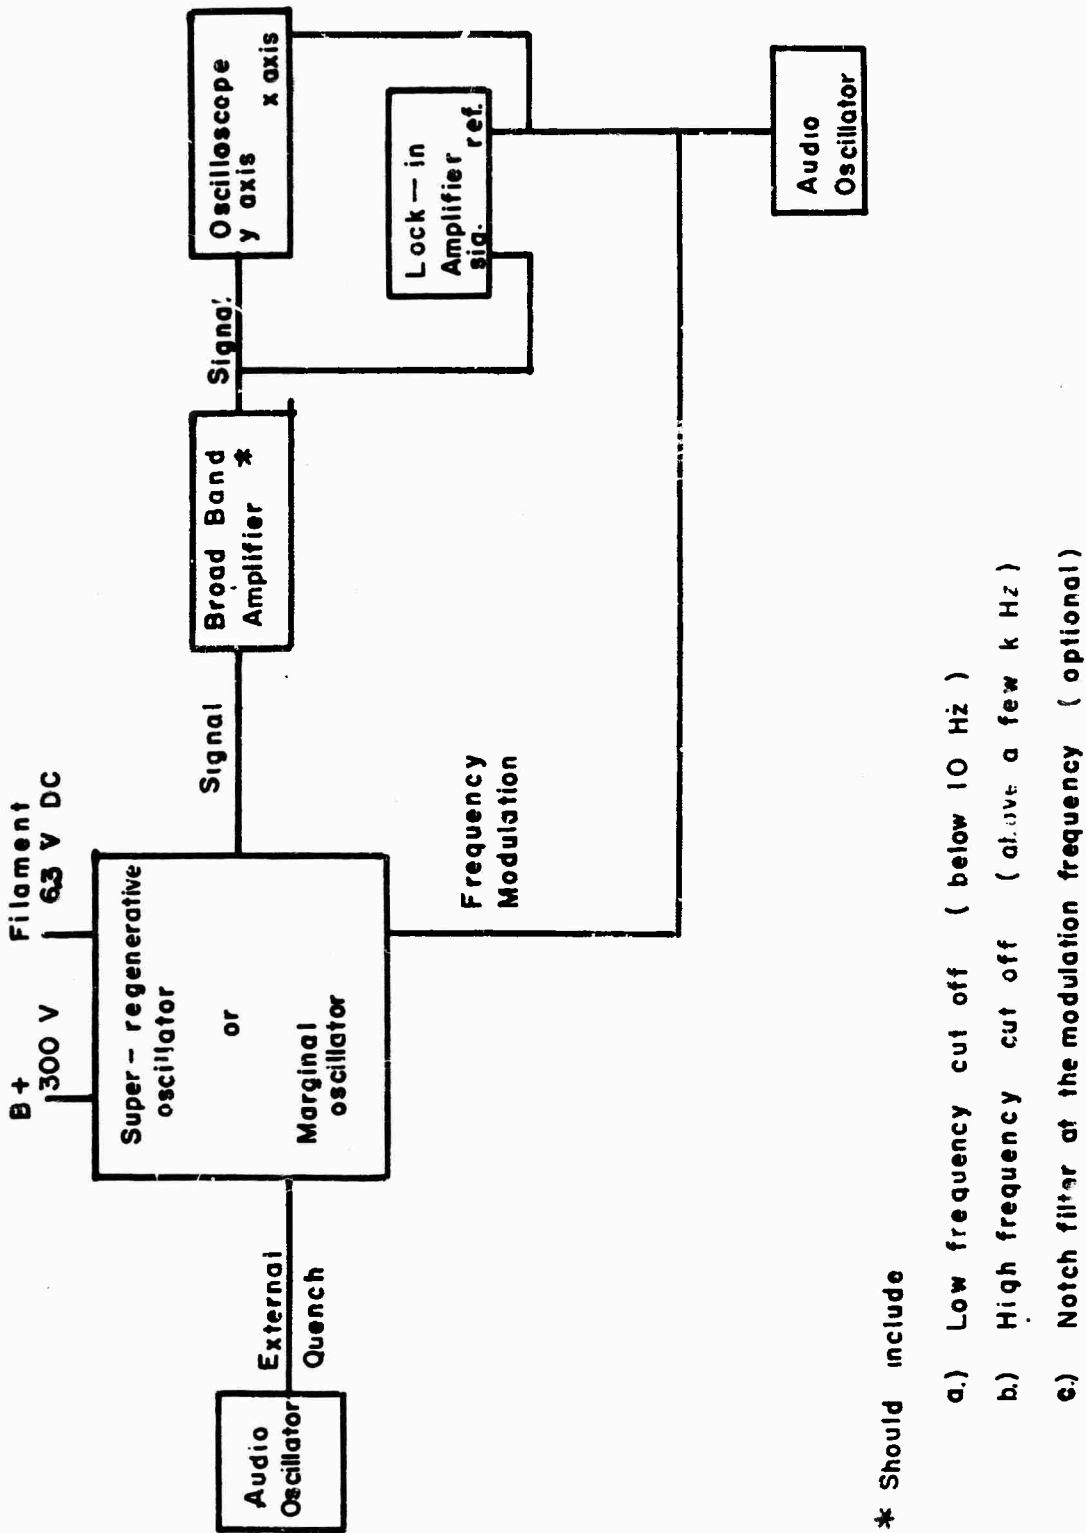 B+
300 V
Filament
6.3 V DC
Audio
Oscillator
External
Quench
Super - regenerative
oscillator
or
Marginal
oscillator
Signal
Broad Band
Amplifier *
Signal
Oscilloscope
y axis x axis
Lock - in
Amplifier
sig. ref.
Frequency
Modulation
Audio
Oscillator
* Should include
a.) Low frequency cut off ( below 10 Hz )
b.) High frequency cut off ( above a few k Hz )
c.) Notch filter at the modulation frequency ( optional )